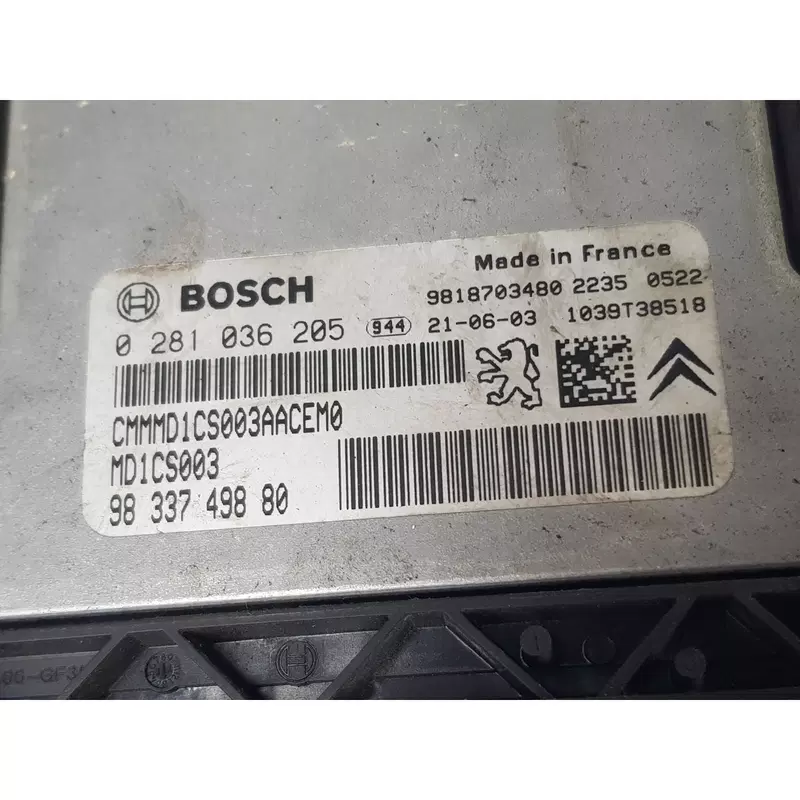 Made in France
BOSCH
9818703480 2235 0522
0 281 036 205 944 21-06-03 1039T38518
CMMMD1CS003AACEM0
MD1CS003
98 337 498 80